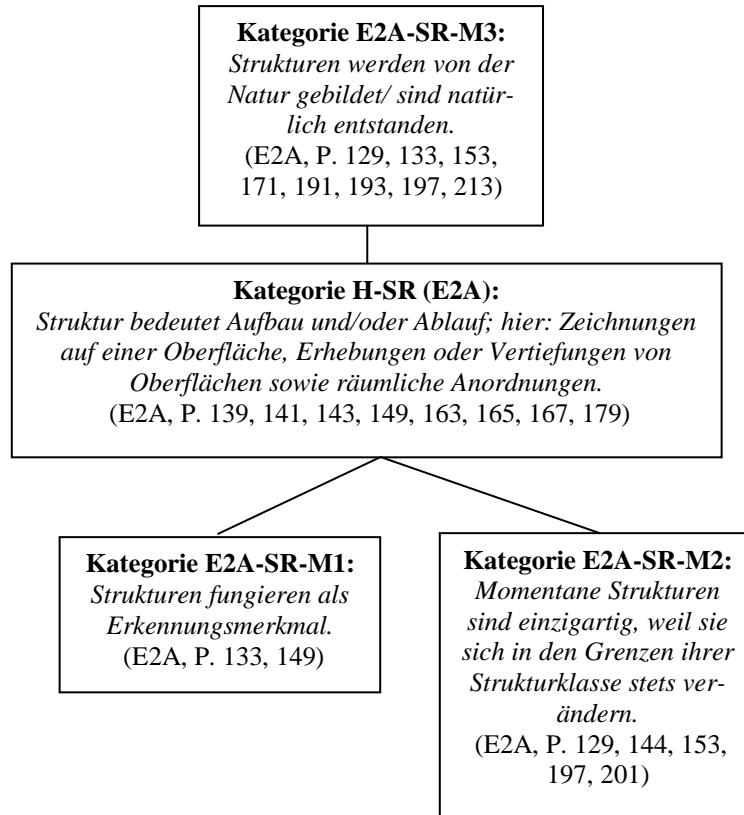 Kategorie E2A-SR-M3:
Strukturen werden von der
Natur gebildet/ sind natür-
lich entstanden.
(E2A, P. 129, 133, 153,
171, 191, 193, 197, 213)
Kategorie H-SR (E2A):
Struktur bedeutet Aufbau und/oder Ablauf; hier: Zeichnungen
auf einer Oberfläche, Erhebungen oder Vertiefungen von
Oberflächen sowie räumliche Anordnungen.
(E2A, P. 139, 141, 143, 149, 163, 165, 167, 179)
Kategorie E2A-SR-M1:
Strukturen fungieren als
Erkennungsmerkmal.
(E2A, P. 133, 149)
Kategorie E2A-SR-M2:
Momentane Strukturen
sind einzigartig, weil sie
sich in den Grenzen ihrer
Strukturklasse stets ver-
ändern.
(E2A, P. 129, 144, 153,
197, 201)